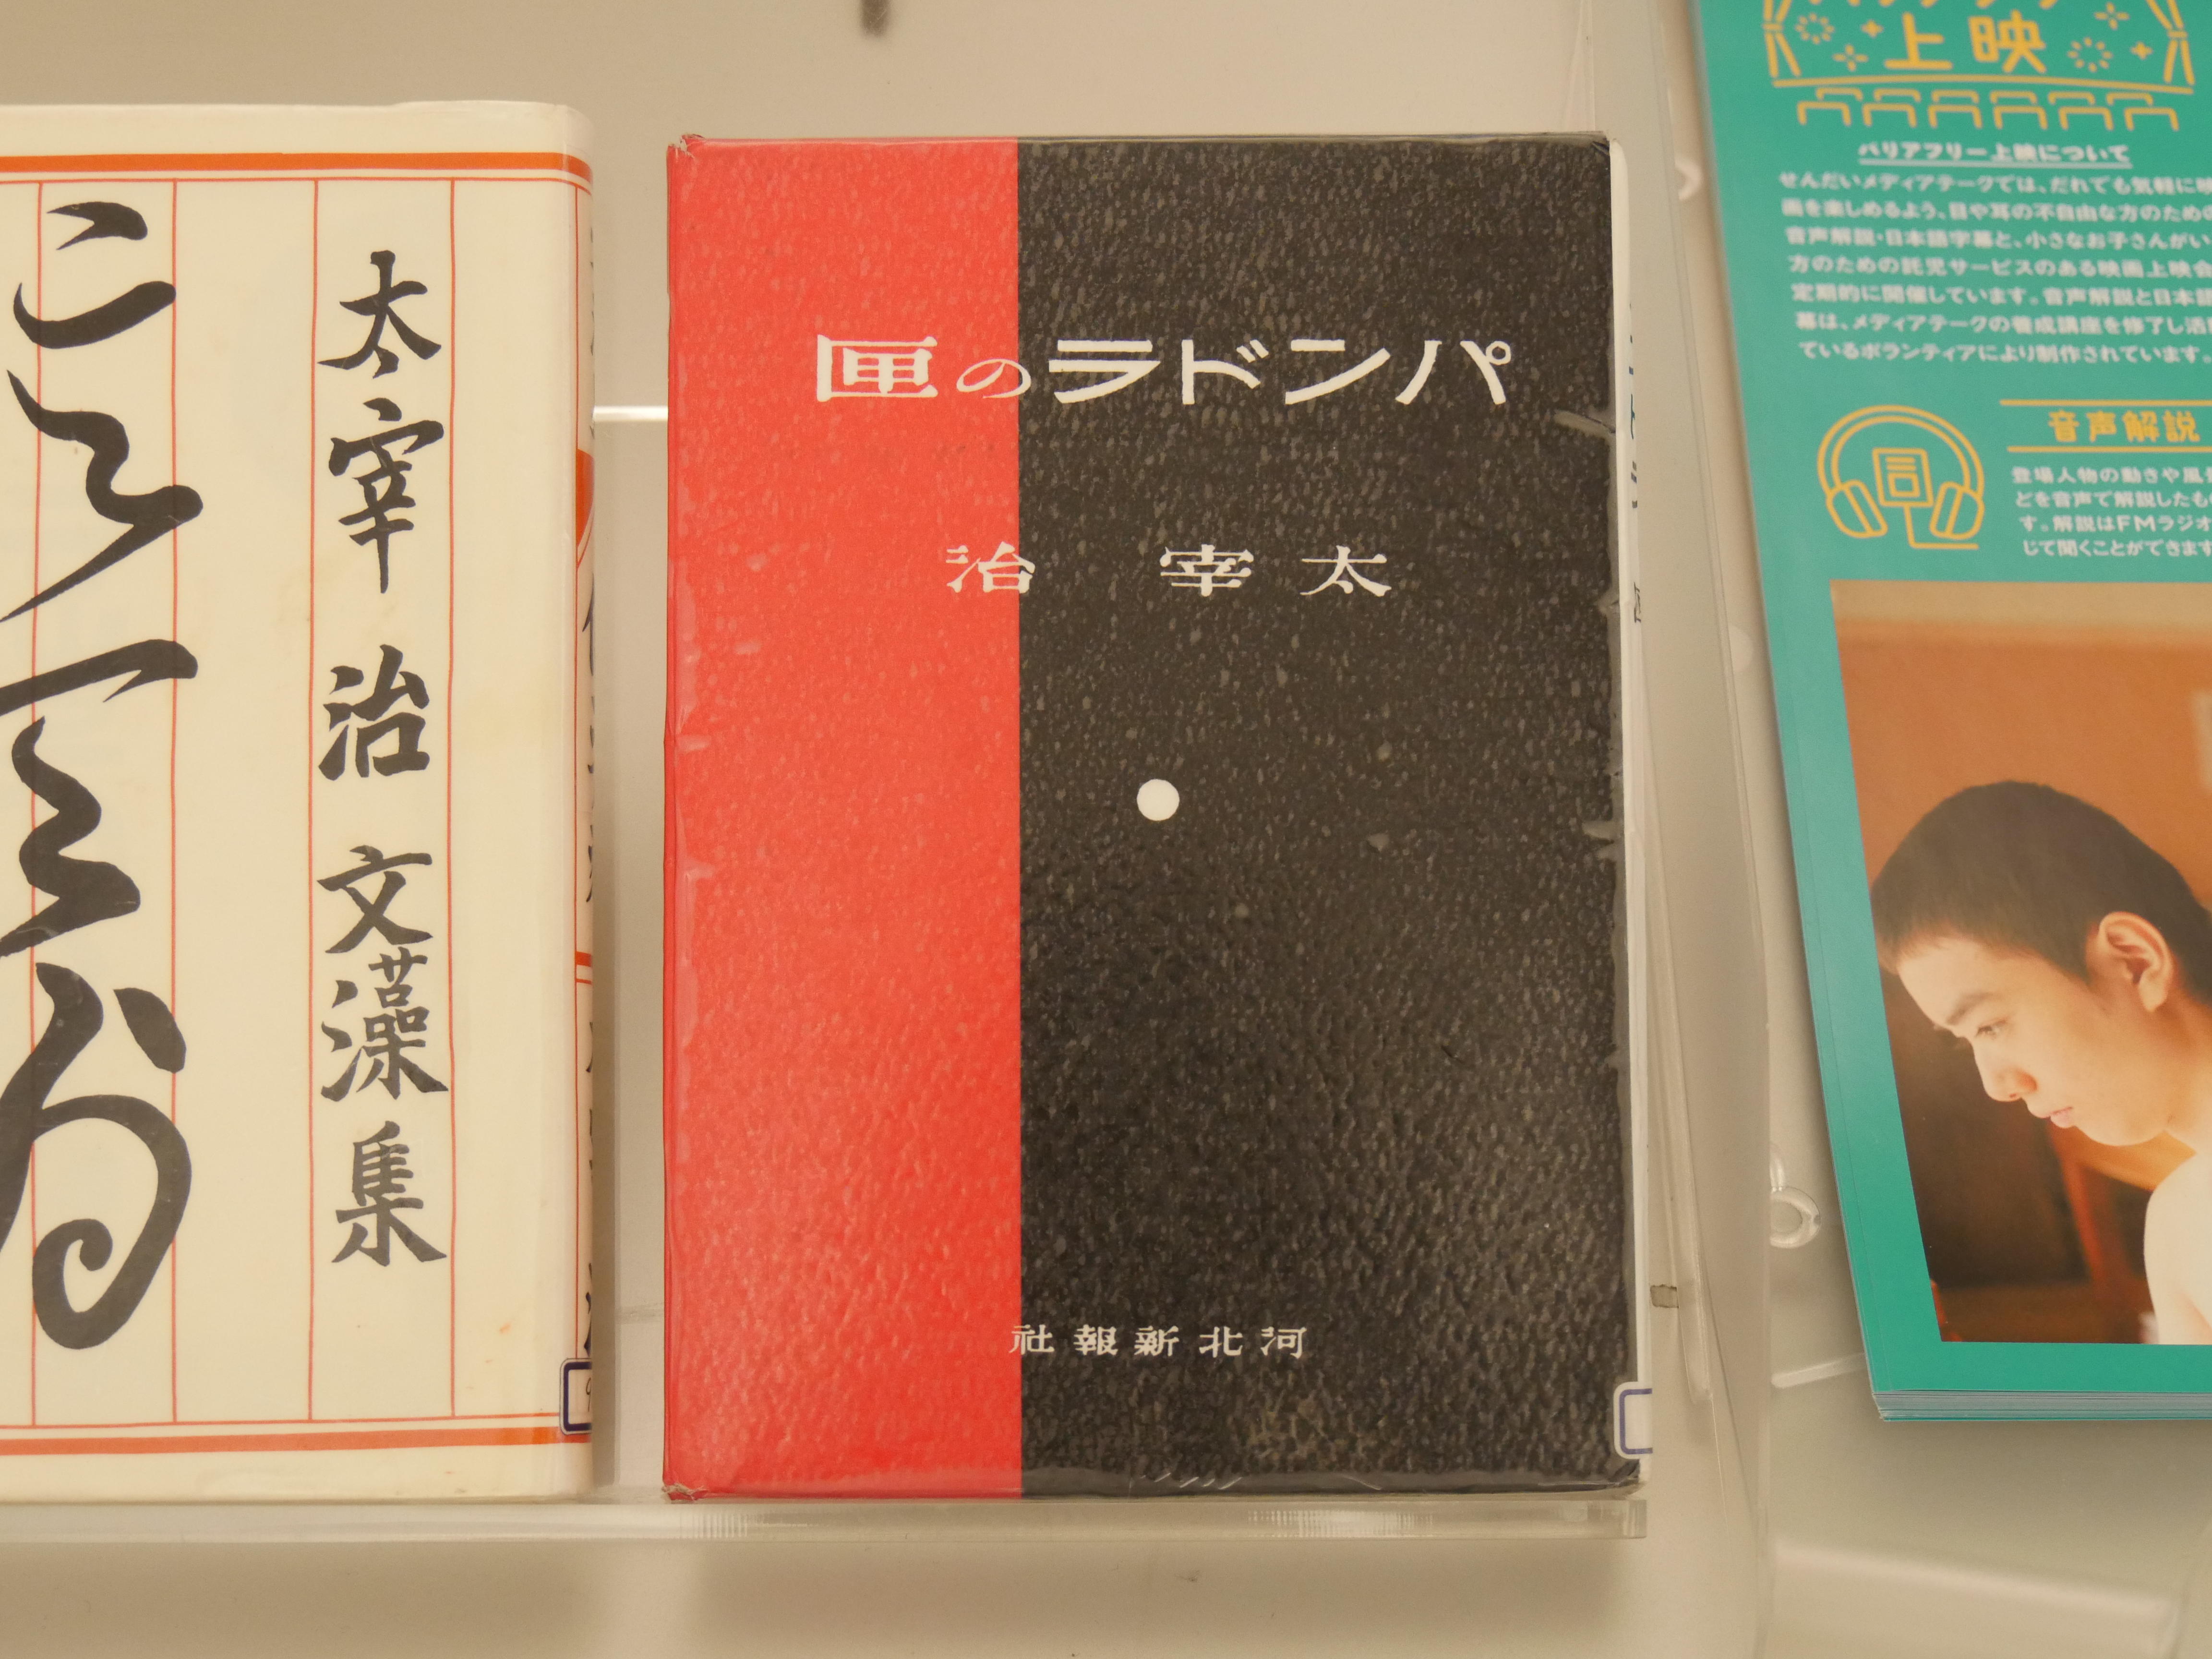 太宰治文藻集
パンドラの匣
太宰 治
河北新報社
上映
バリアフリー上映について
せんだいメディアテークでは、だれでも気軽に
画を楽しめるよう、目や耳の不自由な方のための
音声解説・日本語字幕と、小さなお子さんがい
方のための託児サービスのある映画上映会
定期的に開催しています。音声解説と日本語
幕は、メディアテークの養成講座を修了し活
ているボランティアにより制作されています。
音声解説
登場人物の動きや風
どを音声で解説したも
す。解説はFMラジオ
じて聞くことができます